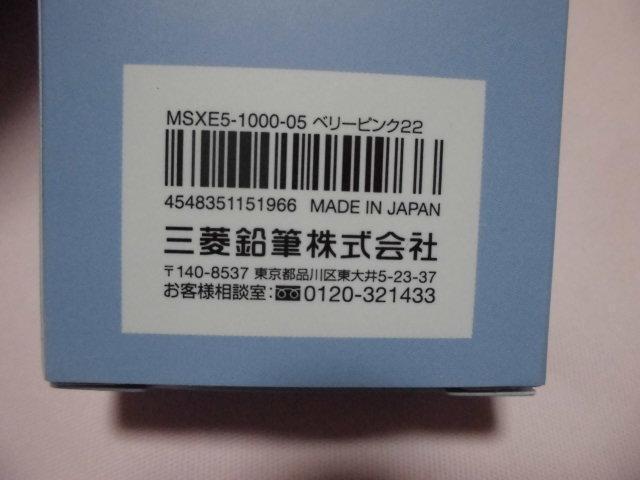 MSXE5-1000-05 ベリーピンク22
4548351151966 MADE IN JAPAN
三菱鉛筆株式会社
〒140-8537 東京都品川区東大井5-23-37
お客様相談室:0120-321433